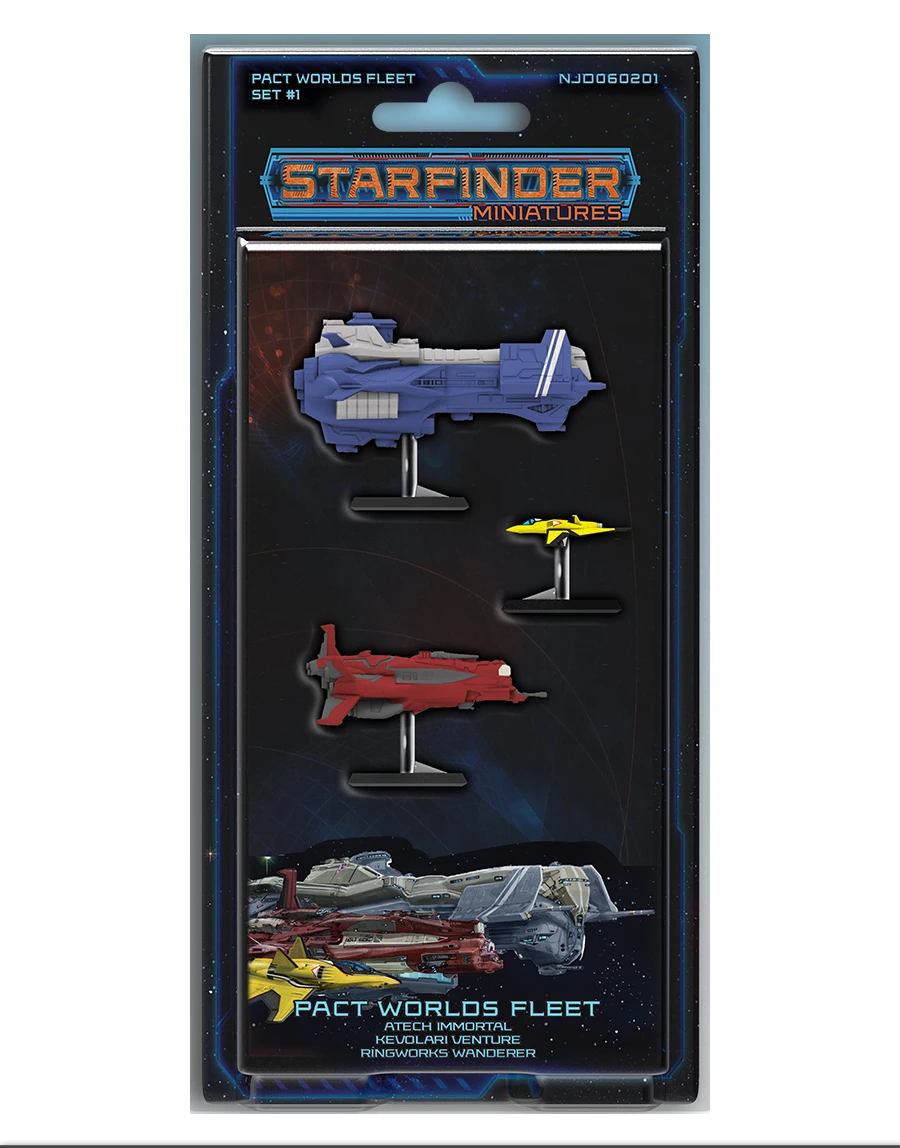 PACT WORLDS FLEET
SET #1
NJD060201
STARFINDER
MINIATURES
PACT WORLDS FLEET
ATECH IMMORTAL
KEVOLARI VENTURE
RINGWORKS WANDERER